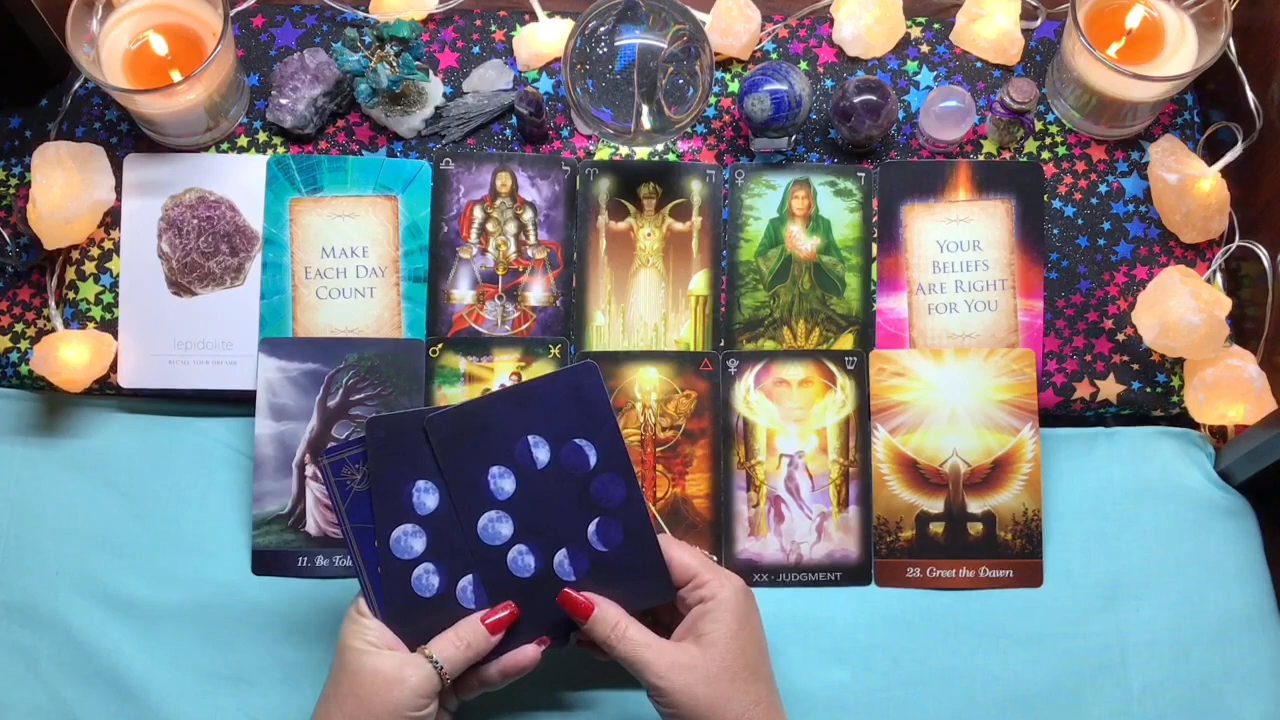 MAKE
EACH DAY
COUNT
YOUR
BELIEFS
ARE RIGHT
FOR YOU
lepidolite
RECALL YOUR DREAMS
ל
ה
ד
ש
11. Be
XX • JUDGMENT
23. Greet the Dawn